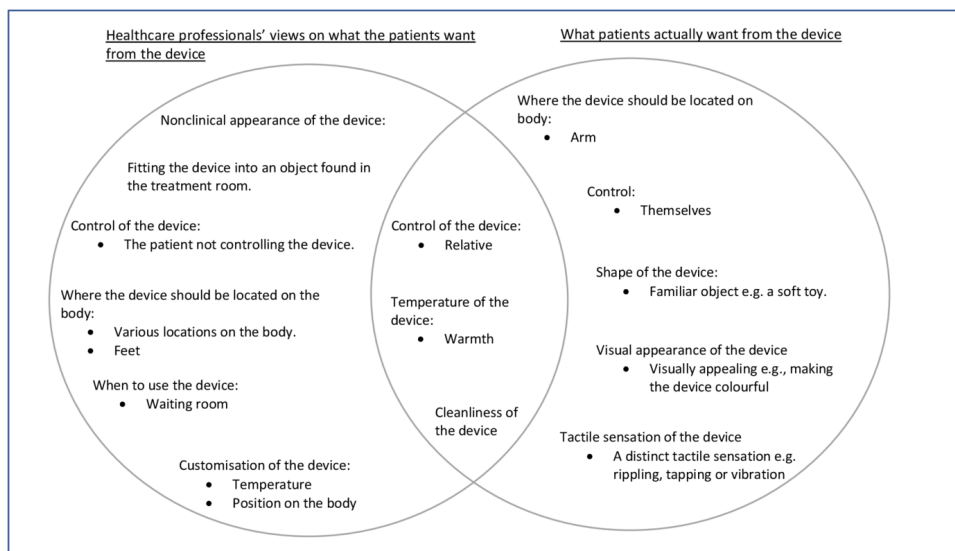 Healthcare professionals' views on what the patients want
from the device
Nonclinical appearance of the device:
Fitting the device into an object found in
the treatment room.
Control of the device:
• The patient not controlling the device.
Where the device should be located on the
body:
• Various locations on the body.
• Feet
When to use the device:
• Waiting room
Customisation of the device:
• Temperature
• Position on the body
Control of the device:
• Relative
Temperature of the
device:
• Warmth
Cleanliness of
the device
What patients actually want from the device
Where the device should be located on
body:
• Arm
Control:
• Themselves
Shape of the device:
• Familiar object e.g. a soft toy.
Visual appearance of the device
• Visually appealing e.g., making
the device colourful
Tactile sensation of the device
• A distinct tactile sensation e.g.
rippling, tapping or vibration